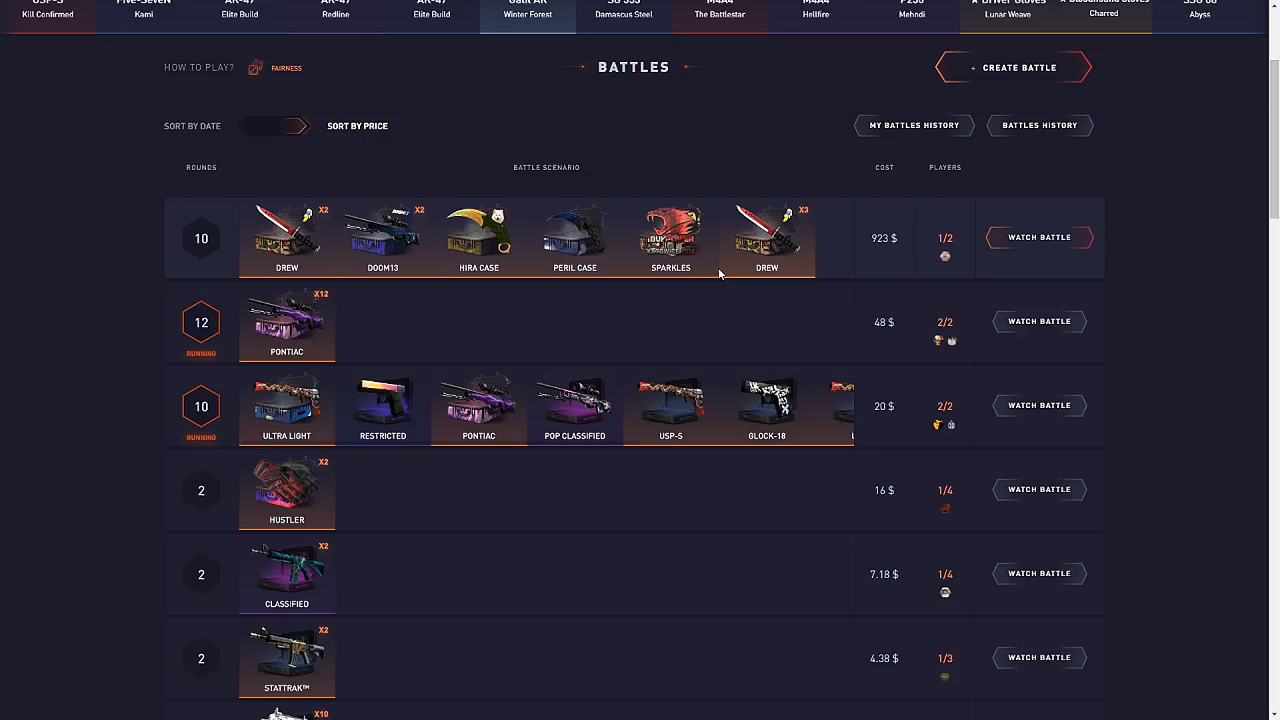 USP-S Five-SeveN AK-47 AK-47 AK-47 Galil AR SG 553 M4A4 M4A4 P250 ★ Driver Gloves ★ Bloodhound Gloves SSG 08
Kill Confirmed Kami Elite Build Redline Elite Build Winter Forest Damascus Steel The Battlestar Hellfire Mehndi Lunar Weave Charred Abyss
HOW TO PLAY? FAIRNESS BATTLES + CREATE BATTLE
SORT BY DATE SORT BY PRICE MY BATTLES HISTORY BATTLES HISTORY
ROUNDS BATTLE SCENARIO COST PLAYERS
X2 X2 X3
10 923 $ 1/2 WATCH BATTLE
DREW DOOM13 HIRA CASE PERIL CASE SPARKLES DREW
X12
12 48 $ 2/2 WATCH BATTLE
RUNNING PONTIAC
10 20 $ 2/2 WATCH BATTLE
RUNNING ULTRA LIGHT RESTRICTED PONTIAC POP CLASSIFIED USP-S GLOCK-18
X2
2 16 $ 1/4 WATCH BATTLE
HUSTLER
X2
2 7.18 $ 1/4 WATCH BATTLE
CLASSIFIED
X2
2 4.38 $ 1/3 WATCH BATTLE
STATTRAK™
X10